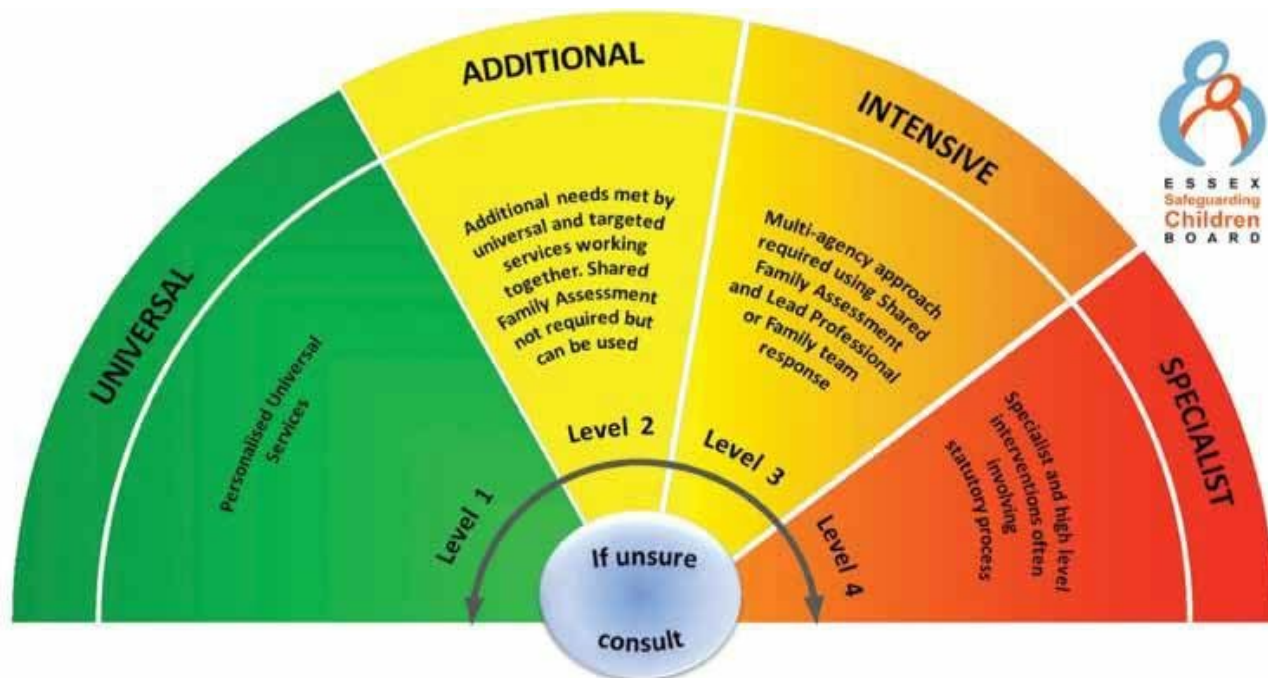 UNIVERSAL
Personalised Universal
Services
Level 1
ADDITIONAL
Additional needs met by
universal and targeted
services working
together. Shared
Family Assessment
not required but
can be used
Level 2
INTENSIVE
Multi-agency approach
required using Shared
Family Assessment
and Lead Professional
or Family team
response
Level 3
SPECIALIST
Specialist and high level
interventions often
involving
statutory process
Level 4
If unsure
consult
ESSEX
Safeguarding
Children
BOARD